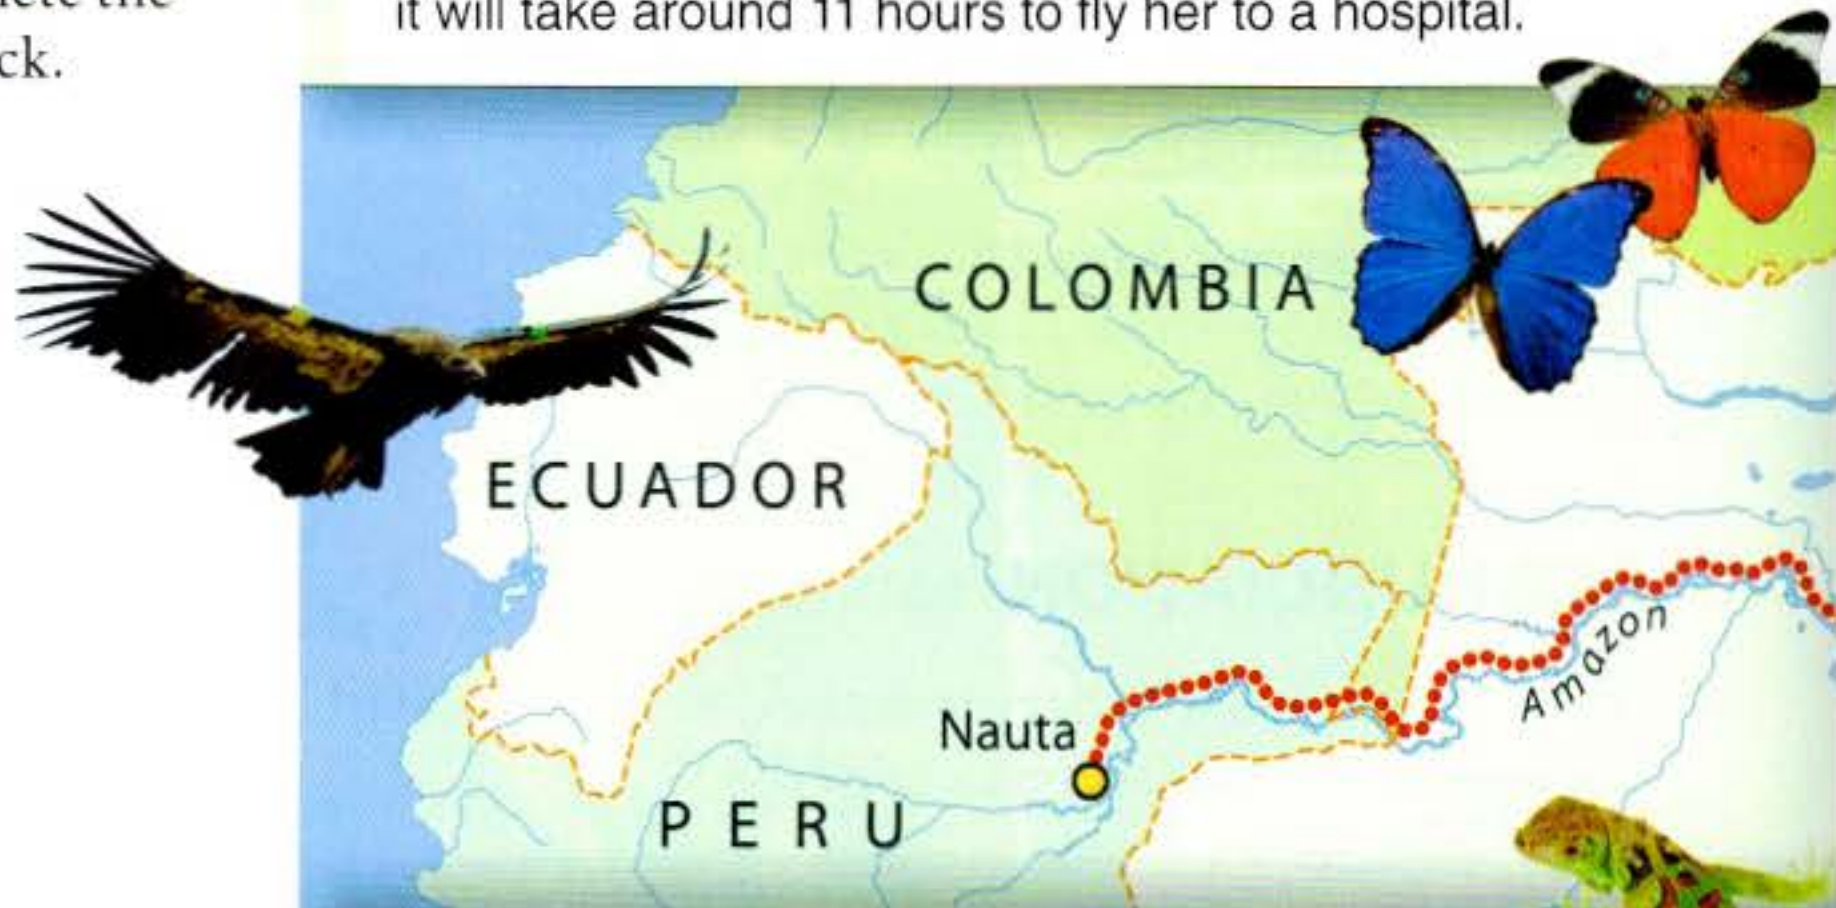 ck.
it will take around 11 hours to fly her to a hospital.
COLOMBIA
ECUADOR
Amazon
Nauta
PERU